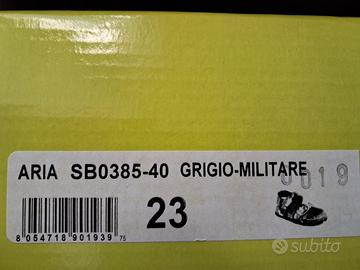 ARIA SB0385-40 GRIGIO-MILITARE
0019
23
8 054718 901939 75
subito